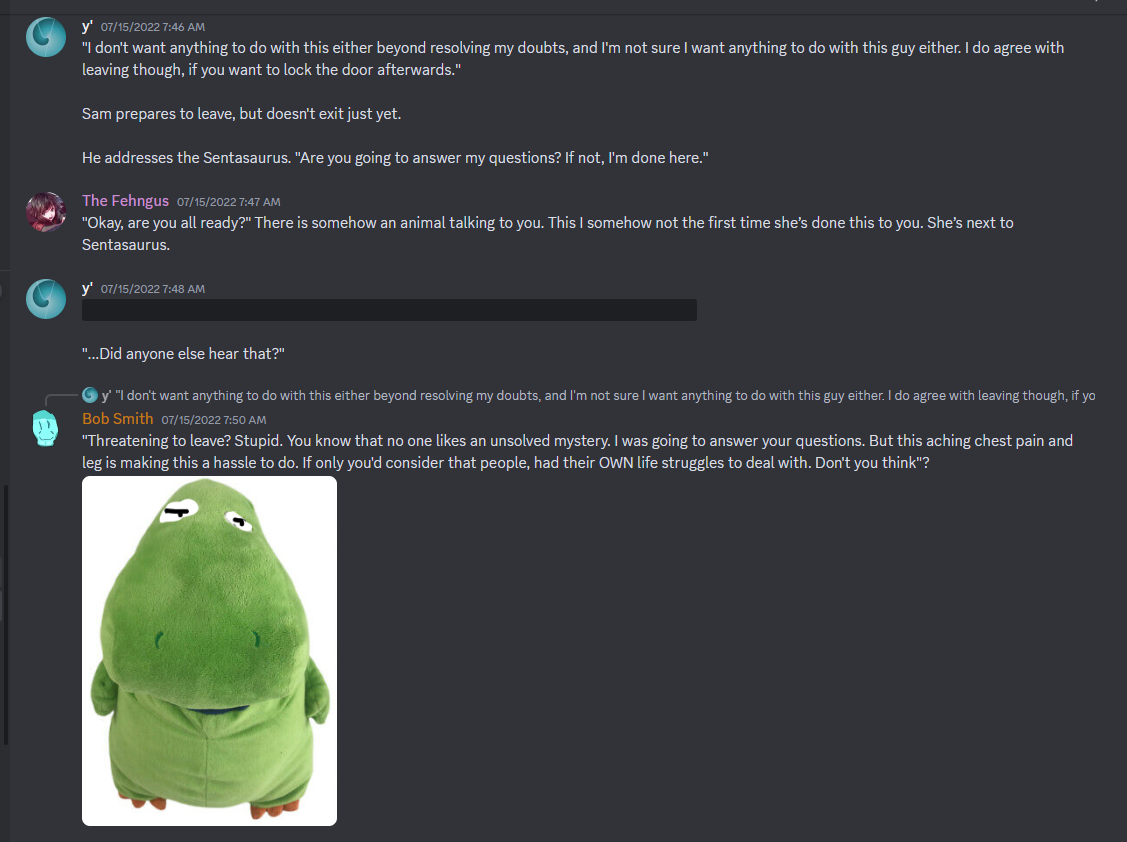 y' 07/15/2022 7:46 AM
"I don't want anything to do with this either beyond resolving my doubts, and I'm not sure I want anything to do with this guy either. I do agree with
leaving though, if you want to lock the door afterwards."
Sam prepares to leave, but doesn't exit just yet.
He addresses the Sentasaurus. "Are you going to answer my questions? If not, I'm done here."
The Fehngus 07/15/2022 7:47 AM
"Okay, are you all ready?" There is somehow an animal talking to you. This I somehow not the first time she’s done this to you. She’s next to
Sentasaurus.
y' 07/15/2022 7:48 AM
"...Did anyone else hear that?"
y' "I don't want anything to do with this either beyond resolving my doubts, and I'm not sure I want anything to do with this guy either. I do agree with leaving though, if yo
Bob Smith 07/15/2022 7:50 AM
"Threatening to leave? Stupid. You know that no one likes an unsolved mystery. I was going to answer your questions. But this aching chest pain and
leg is making this a hassle to do. If only you'd consider that people, had their OWN life struggles to deal with. Don't you think"?